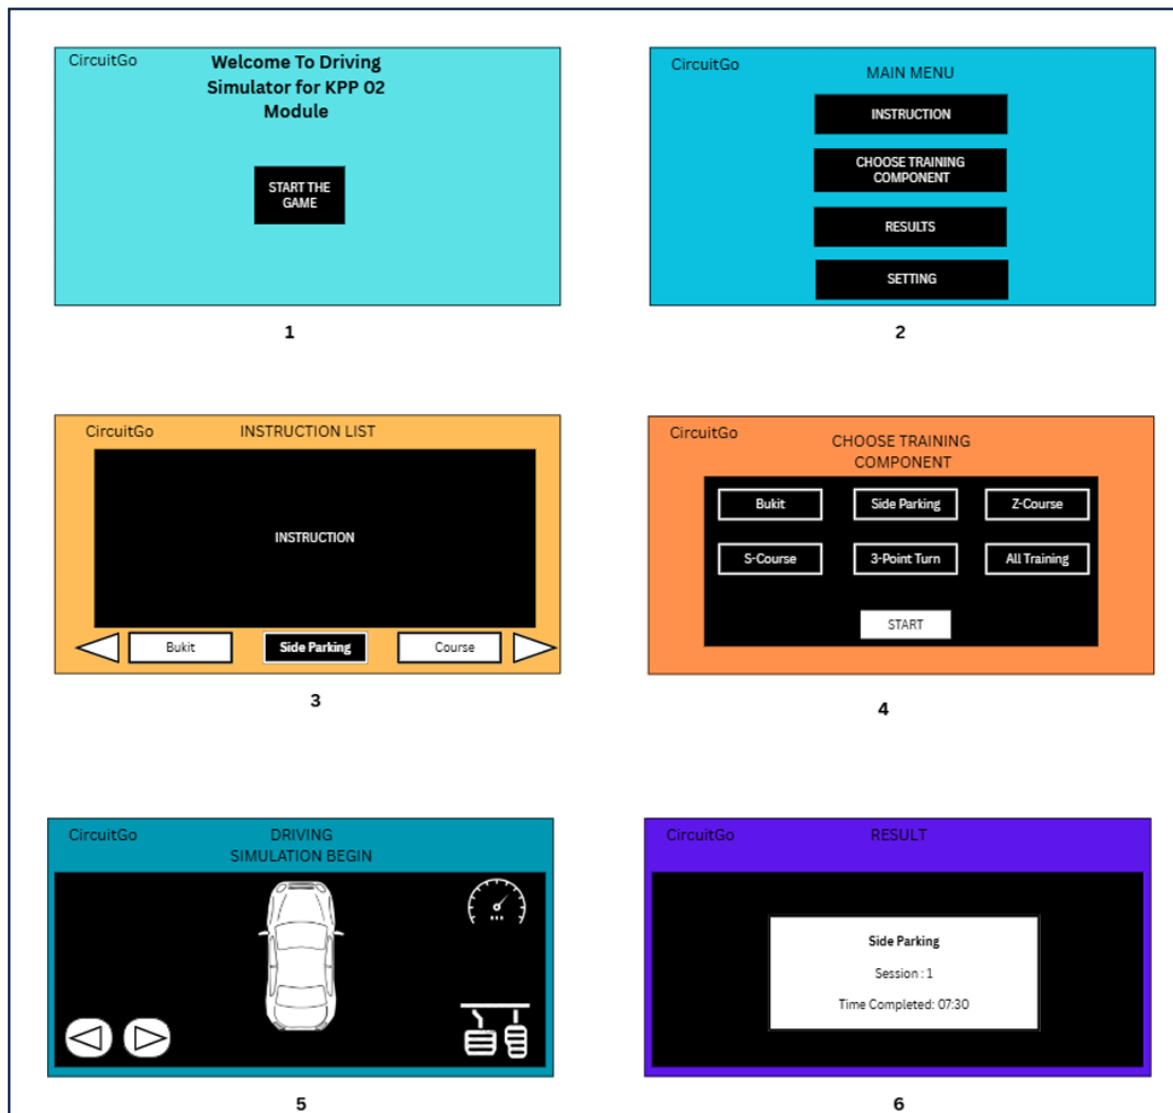 CircuitGo
Welcome To Driving
Simulator for KPP 02
Module
START THE
GAME
1
CircuitGo
MAIN MENU
INSTRUCTION
CHOOSE TRAINING
COMPONENT
RESULTS
SETTING
2
CircuitGo
INSTRUCTION LIST
INSTRUCTION
Bukit
Side Parking
Course
3
CircuitGo
CHOOSE TRAINING
COMPONENT
Bukit
Side Parking
Z-Course
S-Course
3-Point Turn
All Training
START
4
CircuitGo
DRIVING
SIMULATION BEGIN
5
CircuitGo
RESULT
Side Parking
Session : 1
Time Completed: 07:30
6